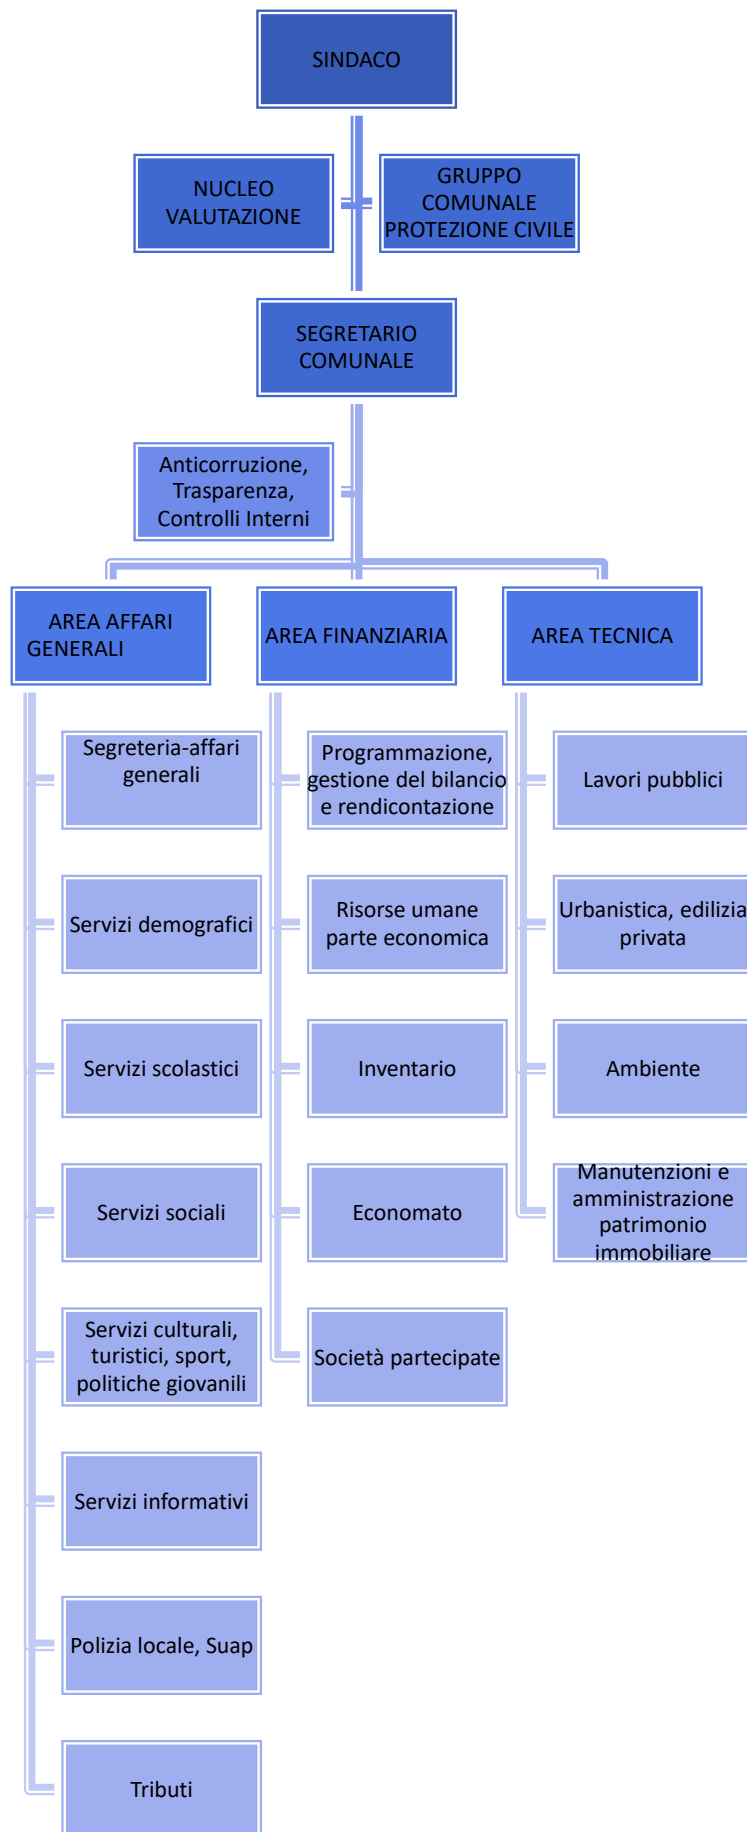 SINDACO
NUCLEO
VALUTAZIONE
GRUPPO
COMUNALE
PROTEZIONE CIVILE
SEGRETARIO
COMUNALE
Anticorruzione,
Trasparenza,
Controlli Interni
AREA AFFARI
GENERALI
AREA FINANZIARIA
AREA TECNICA
Segreteria-affari
generali
Servizi demografici
Servizi scolastici
Servizi sociali
Servizi culturali,
turistici, sport,
politiche giovanili
Servizi informativi
Polizia locale, Suap
Tributi
Programmazione,
gestione del bilancio
e rendicontazione
Risorse umane
parte economica
Inventario
Economato
Società partecipate
Lavori pubblici
Urbanistica, edilizia
privata
Ambiente
Manutenzioni e
amministrazione
patrimonio
immobiliare